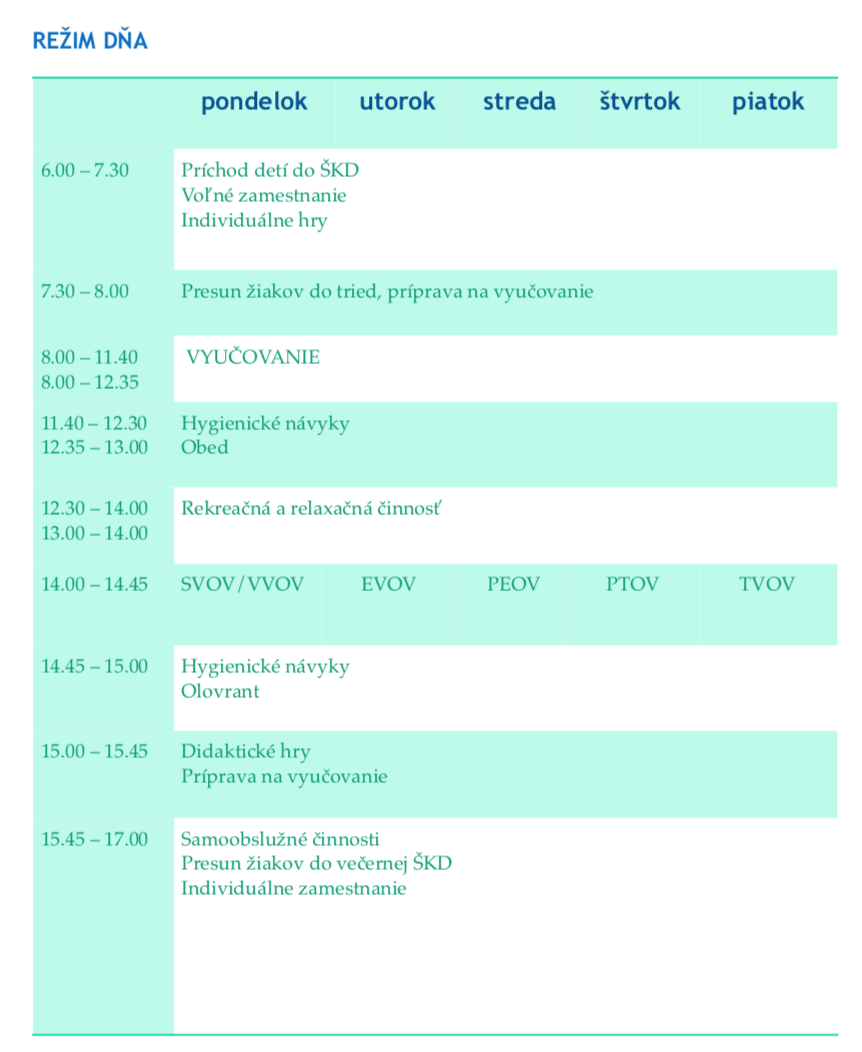 REŽIM DŇA
pondelok utorok streda štvrtok piatok
6.00 – 7.30 Príchod detí do ŠKD
Voľné zamestnanie
Individuálne hry
7.30 – 8.00 Presun žiakov do tried, príprava na vyučovanie
8.00 – 11.40 VYUČOVANIE
8.00 – 12.35
11.40 – 12.30 Hygienické návyky
12.35 – 13.00 Obed
12.30 – 14.00 Rekreačná a relaxačná činnosť
13.00 – 14.00
14.00 – 14.45 SVOV/VVOV EVOV PEOV PTOV TVOV
14.45 – 15.00 Hygienické návyky
Olovrant
15.00 – 15.45 Didaktické hry
Príprava na vyučovanie
15.45 – 17.00 Samoobslužné činnosti
Presun žiakov do večernej ŠKD
Individuálne zamestnanie